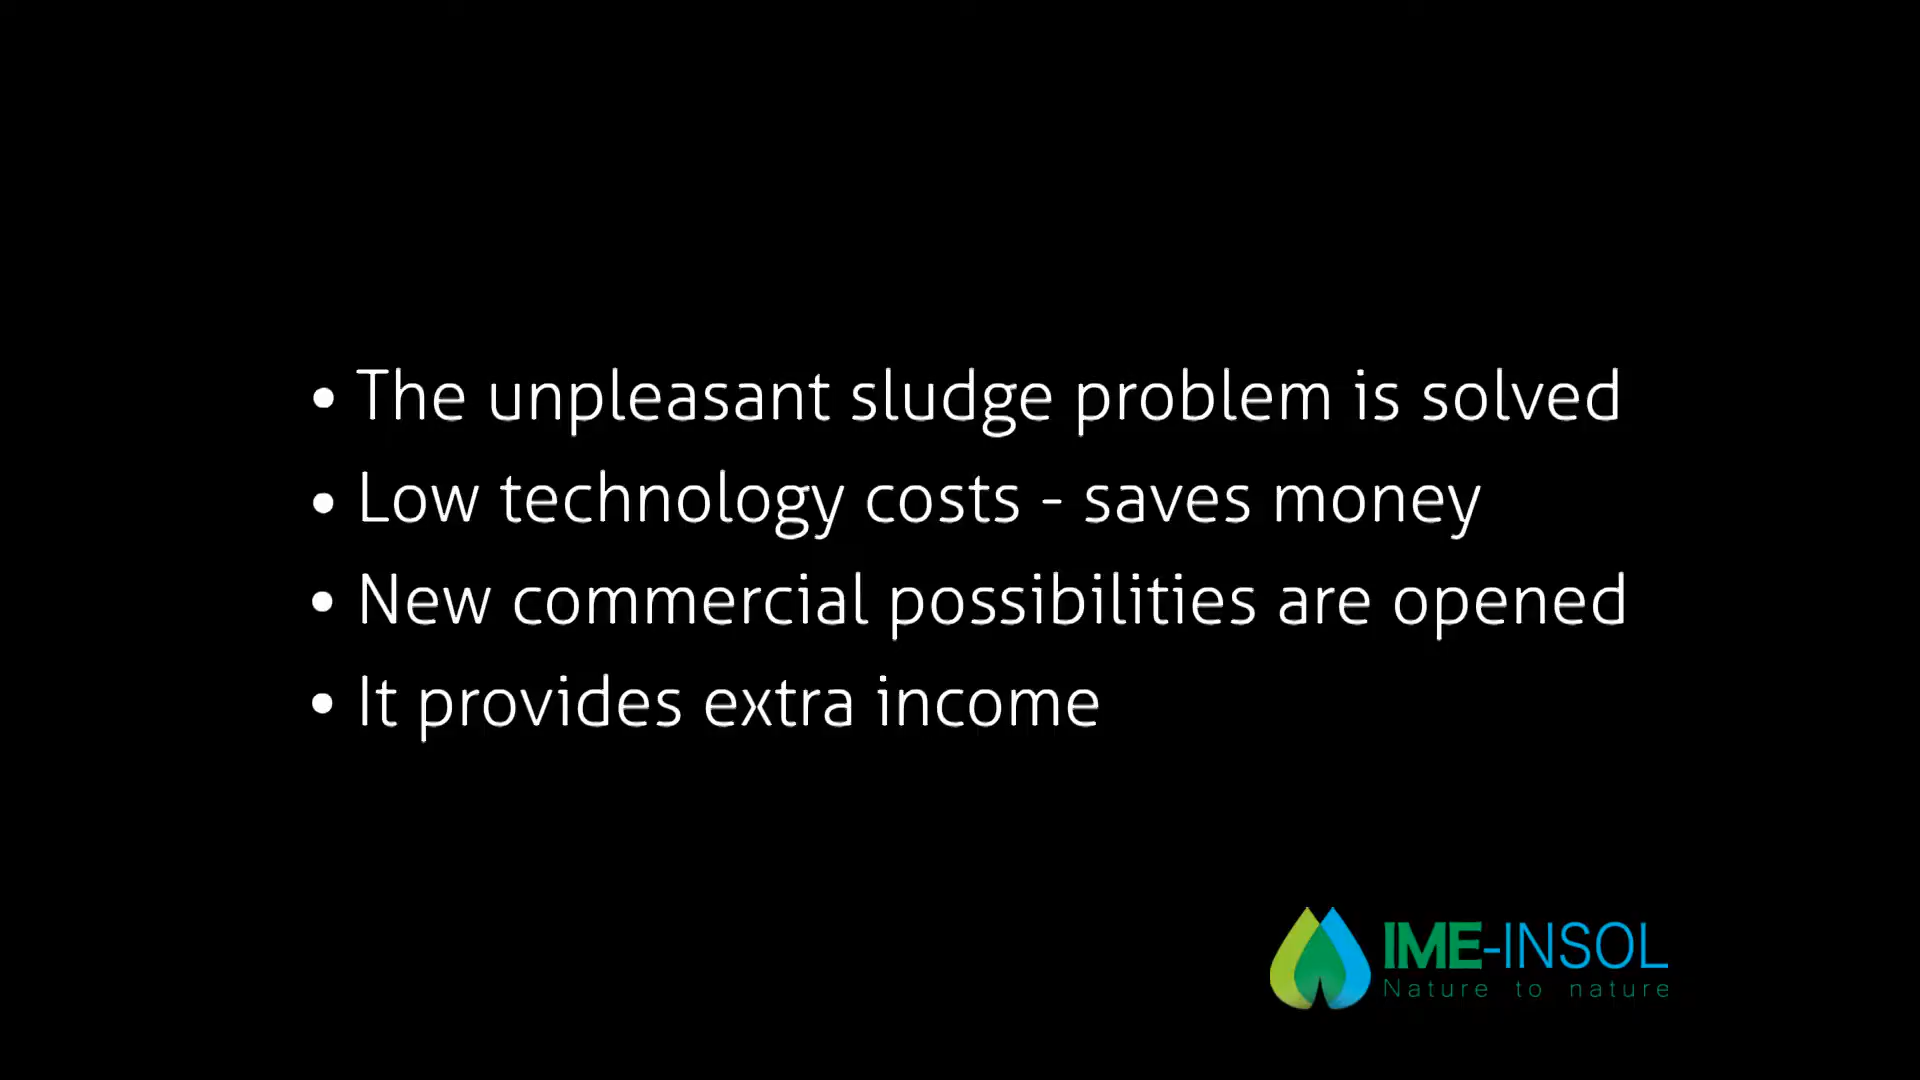 • The unpleasant sludge problem is solved
• Low technology costs - saves money
• New commercial possibilities are opened
• It provides extra income
IME-INSOL
Nature to nature